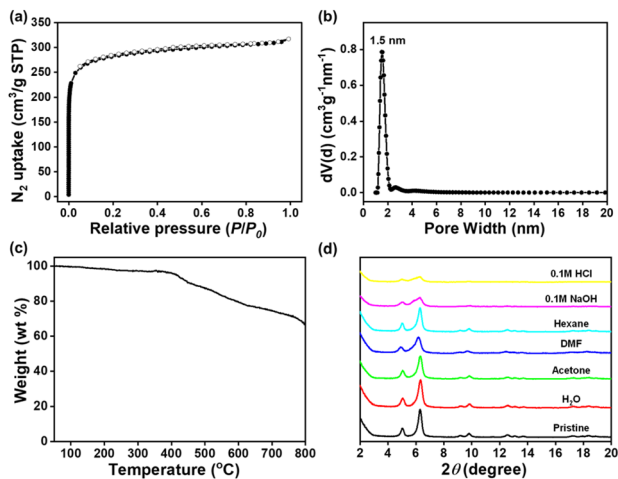 (a)
350
300
250
200
150
100
50
0
N₂ uptake (cm³/g STP)
0.0 0.2 0.4 0.6 0.8 1.0
Relative pressure (P/P₀)
(b)
1.5 nm
0.8
0.4
0.0
dV(d) (cm³g⁻¹nm⁻¹)
0 2 4 6 8 10 12 14 16 18 20
Pore Width (nm)
(c)
100
80
60
40
20
0
Weight (wt %)
100 200 300 400 500 600 700 800
Temperature (°C)
(d)
0.1M HCl
0.1M NaOH
Hexane
DMF
Acetone
H₂O
Pristine
2 4 6 8 10 12 14 16 18 20
2θ (degree)